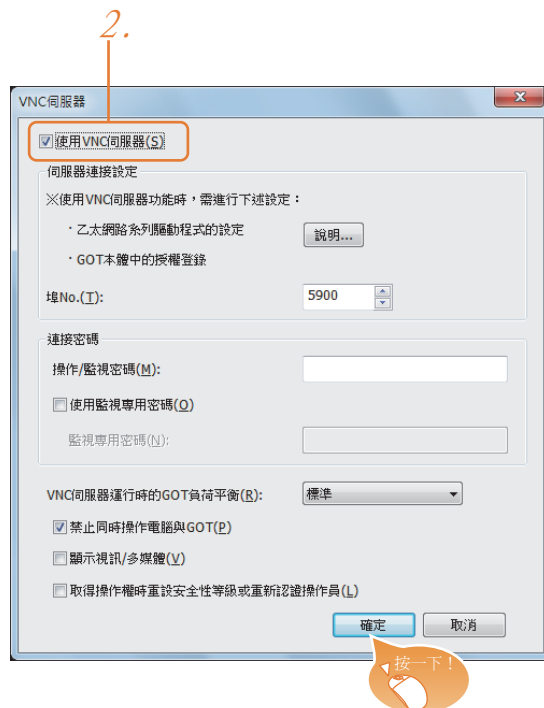 2.
VNC伺服器
使用VNC伺服器(S)
伺服器連接設定
※使用VNC伺服器功能時，需進行下述設定：
·乙太網路系列驅動程式的設定
說明...
·GOT本體中的授權登錄
埠No.(T):
5900
連接密碼
操作/監視密碼(M):
使用監視專用密碼(O)
監視專用密碼(N):
VNC伺服器運行時的GOT負荷平衡(R):
標準
禁止同時操作電腦與GOT(P)
顯示視訊/多媒體(V)
取得操作權時重設安全性等級或重新認證操作員(L)
確定
取消
按一下！